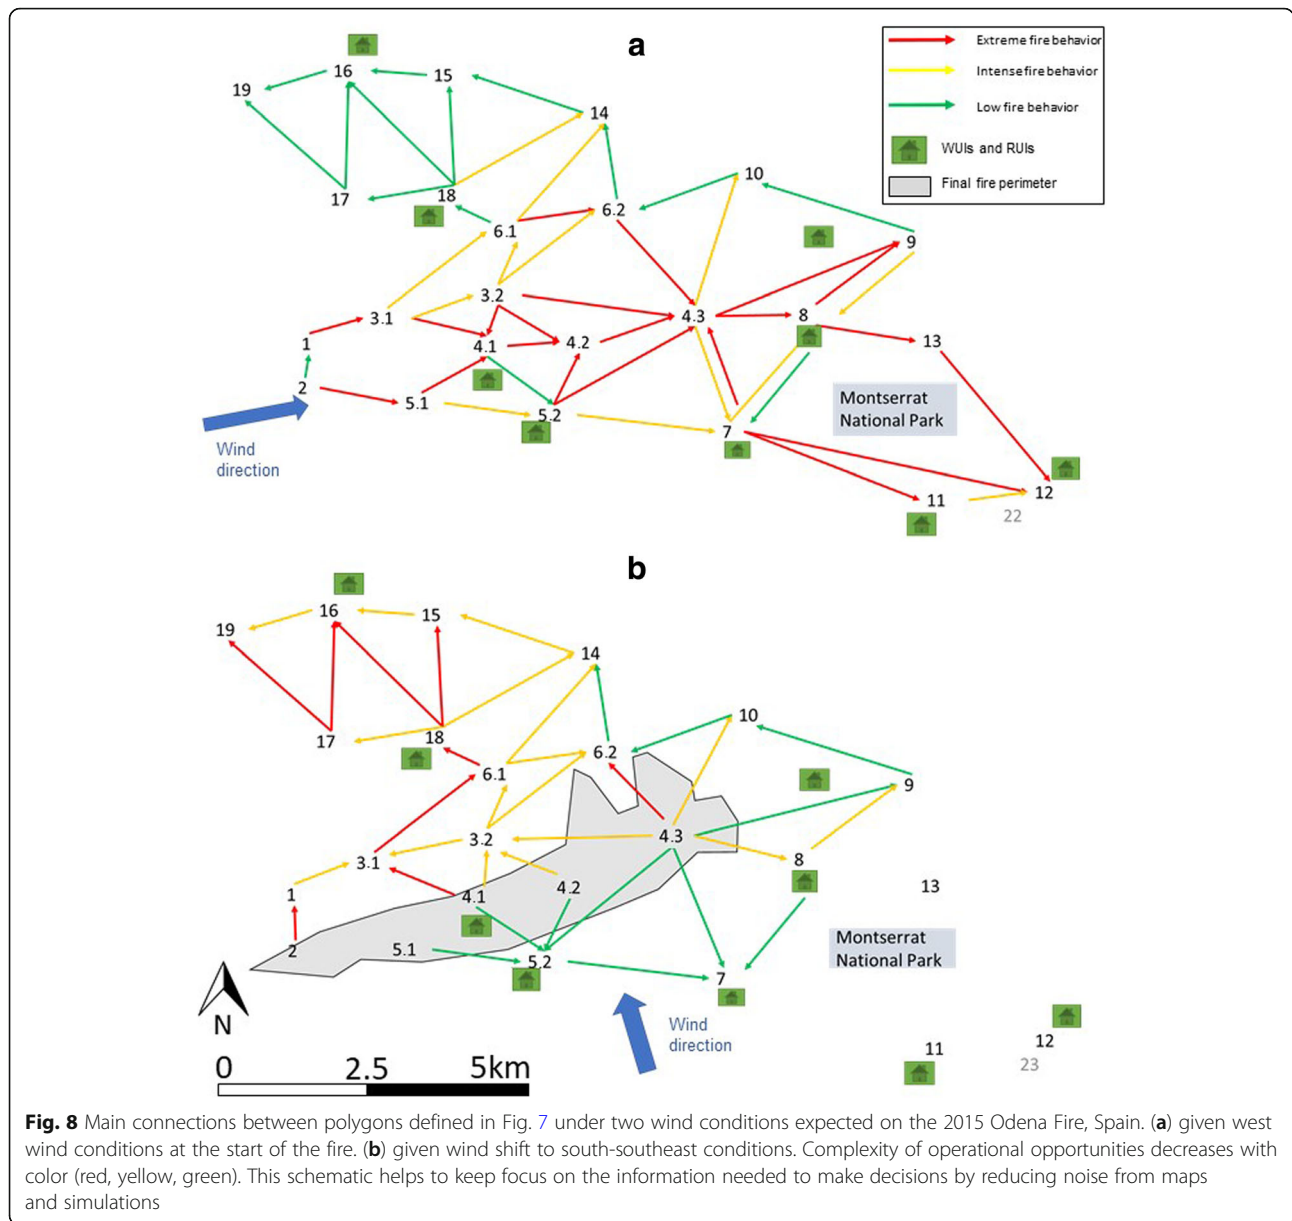 a
Extreme fire behavior
Intense fire behavior
Low fire behavior
WUIs and RUIs
Final fire perimeter
16
15
19
14
10
17
18
6.2
6.1
9
3.2
3.1
4.3
8
1
4.1
4.2
13
2
5.1
5.2
7
Montserrat
National Park
Wind
direction
11
12
22
b
16
15
19
14
10
17
18
6.2
6.1
9
3.2
4.3
3.1
8
1
4.1
4.2
13
2
5.1
5.2
7
Montserrat
National Park
N
Wind
direction
11
12
23
0 2.5 5km
Fig. 8 Main connections between polygons defined in Fig. 7 under two wind conditions expected on the 2015 Odena Fire, Spain. (a) given west
wind conditions at the start of the fire. (b) given wind shift to south-southeast conditions. Complexity of operational opportunities decreases with
color (red, yellow, green). This schematic helps to keep focus on the information needed to make decisions by reducing noise from maps
and simulations